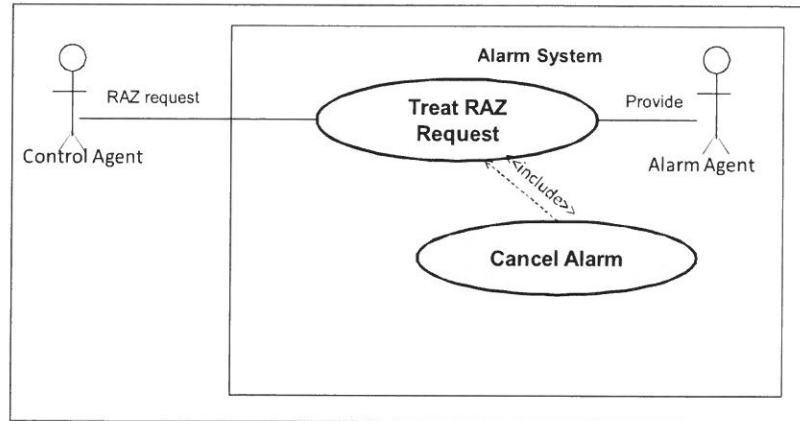 Alarm System
RAZ request
Treat RAZ
Request
Provide
Control Agent
Alarm Agent
<<include>>
Cancel Alarm